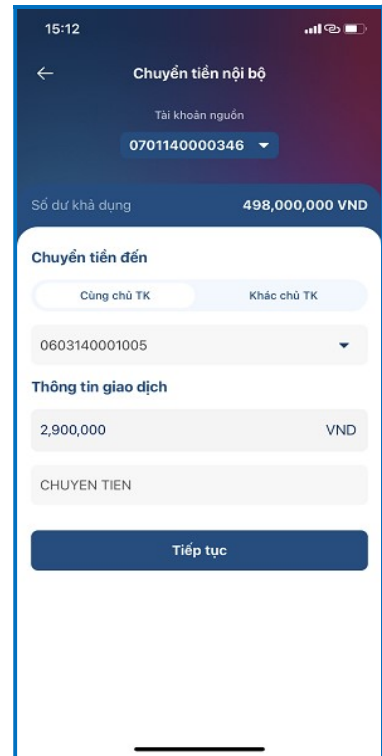 15:12
Chuyển tiền nội bộ
Tài khoản nguồn
0701140000346
Số dư khả dụng 498,000,000 VND
Chuyển tiền đến
Cùng chủ TK Khác chủ TK
0603140001005
Thông tin giao dịch
2,900,000 VND
CHUYEN TIEN
Tiếp tục